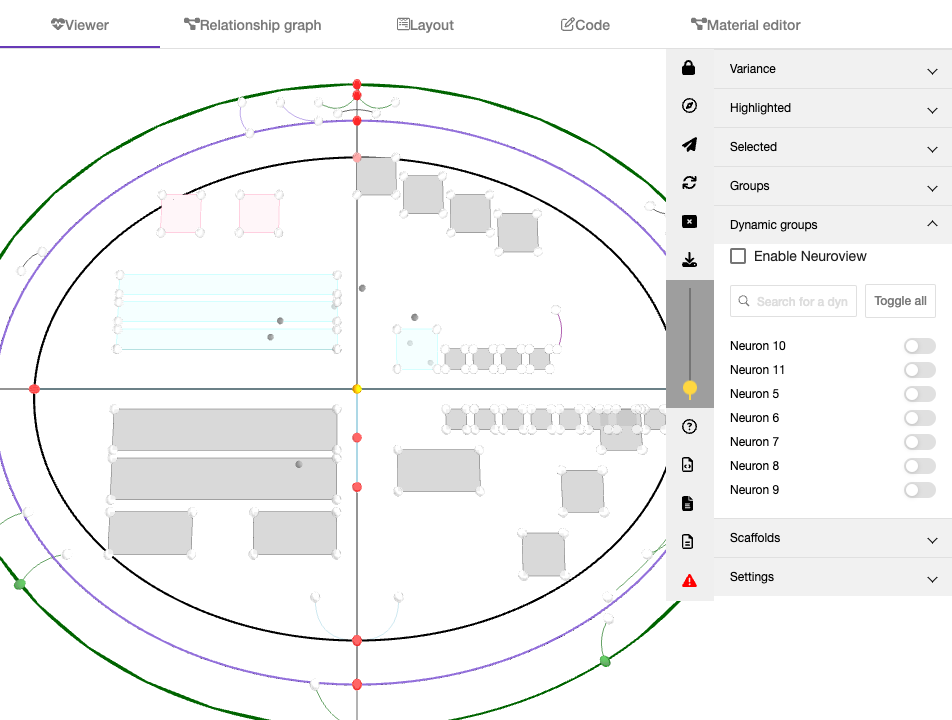 Viewer
Relationship graph
Layout
Code
Material editor
Variance
Highlighted
Selected
Groups
Dynamic groups
Enable Neuroview
Search for a dyn
Toggle all
Neuron 10
Neuron 11
Neuron 5
Neuron 6
Neuron 7
Neuron 8
Neuron 9
Scaffolds
Settings